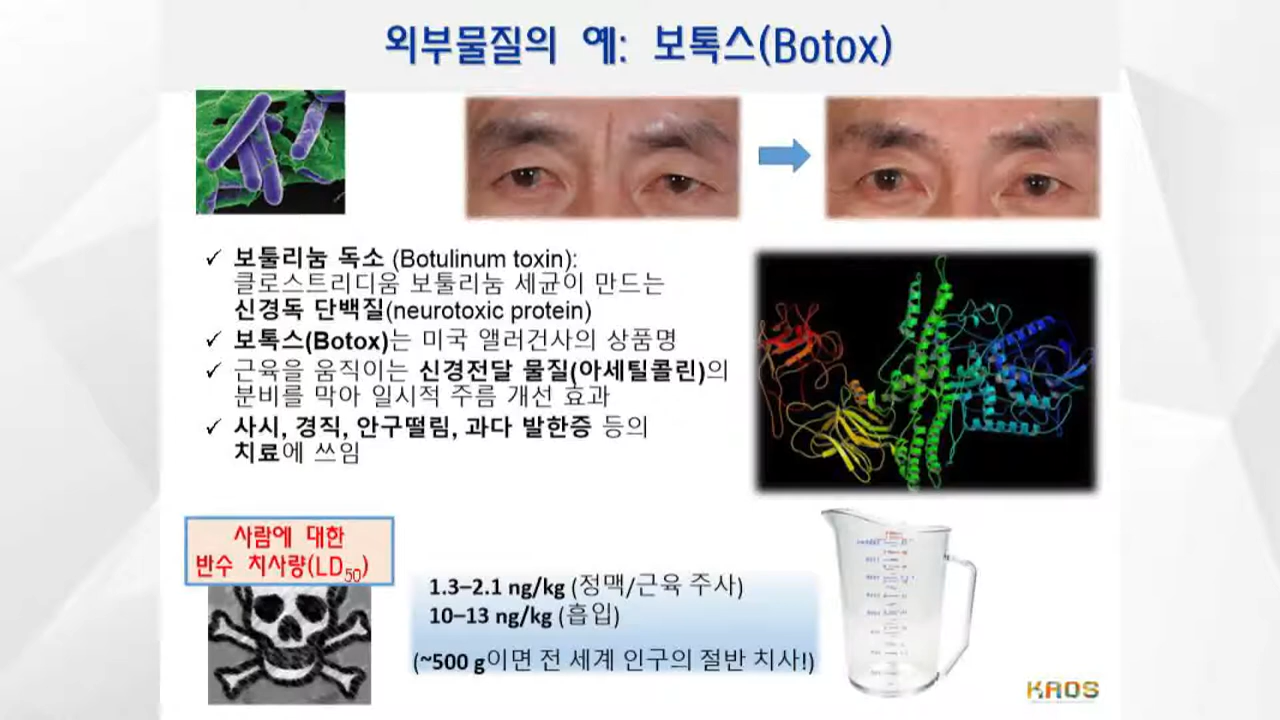 외부물질의 예: 보톡스(Botox)
✓ 보툴리눔 독소 (Botulinum toxin):
클로스트리디움 보툴리눔 세균이 만드는
신경독 단백질(neurotoxic protein)
✓ 보톡스(Botox)는 미국 앨러건사의 상품명
✓ 근육을 움직이는 신경전달 물질(아세틸콜린)의
분비를 막아 일시적 주름 개선 효과
✓ 사시, 경직, 안구떨림, 과다 발한증 등의
치료에 쓰임
사람에 대한
반수 치사량(LD50)
1.3–2.1 ng/kg (정맥/근육 주사)
10–13 ng/kg (흡입)
(~500 g이면 전 세계 인구의 절반 치사!)
KAOS